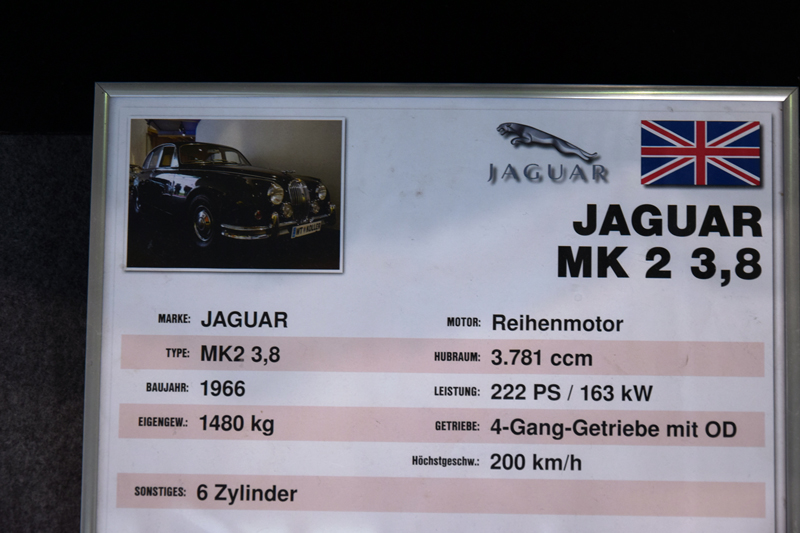 JAGUAR
JAGUAR
MK 2 3,8
MARKE: JAGUAR
MOTOR: Reihenmotor
TYPE: MK2 3,8
HUBRAUM: 3.781 ccm
BAUJAHR: 1966
LEISTUNG: 222 PS / 163 kW
EIGENGEW.: 1480 kg
GETRIEBE: 4-Gang-Getriebe mit OD
Höchstgeschw.: 200 km/h
SONSTIGES: 6 Zylinder